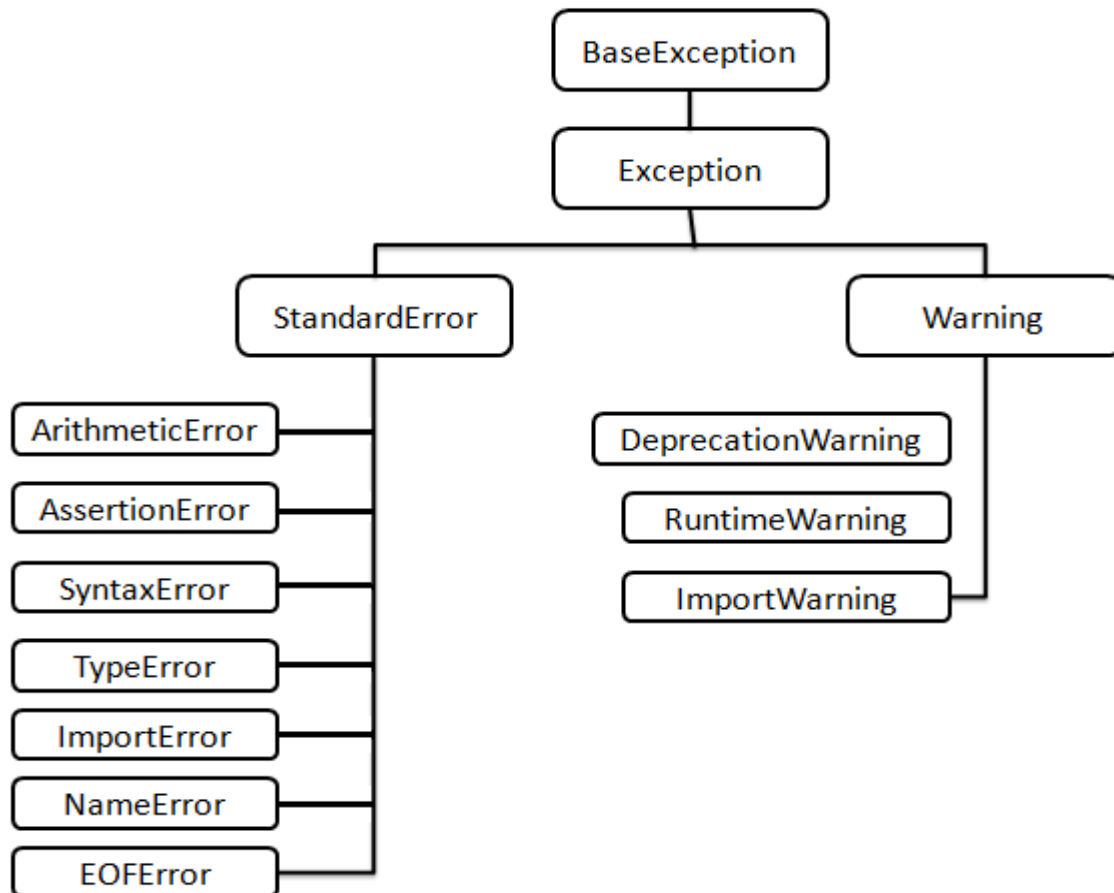 BaseException
Exception
StandardError
Warning
ArithmeticError
AssertionError
SyntaxError
TypeError
ImportError
NameError
EOFError
DeprecationWarning
RuntimeWarning
ImportWarning